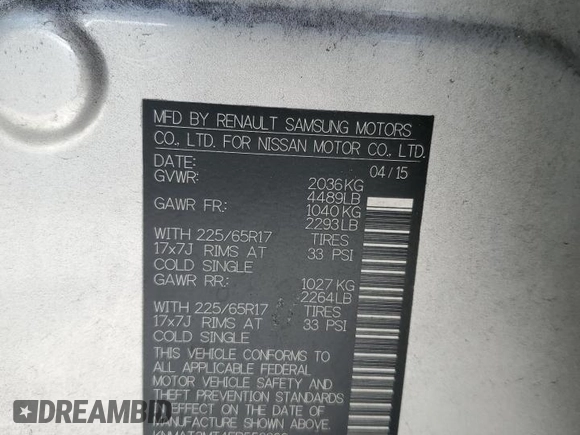 MFD BY RENAULT SAMSUNG MOTORS
CO., LTD. FOR NISSAN MOTOR CO., LTD.
DATE: 04/15
GVWR: 2036KG
4489LB
GAWR FR: 1040KG
2293LB
WITH 225/65R17 TIRES
17x7J RIMS AT 33 PSI
COLD SINGLE
GAWR RR: 1027KG
2264LB
WITH 225/65R17 TIRES
17x7J RIMS AT 33 PSI
COLD SINGLE
THIS VEHICLE CONFORMS TO
ALL APPLICABLE FEDERAL
MOTOR VEHICLE SAFETY AND
THEFT PREVENTION STANDARDS
IN EFFECT ON THE DATE OF
MANUFACTURE SHOWN ABOVE.
DREAMBID